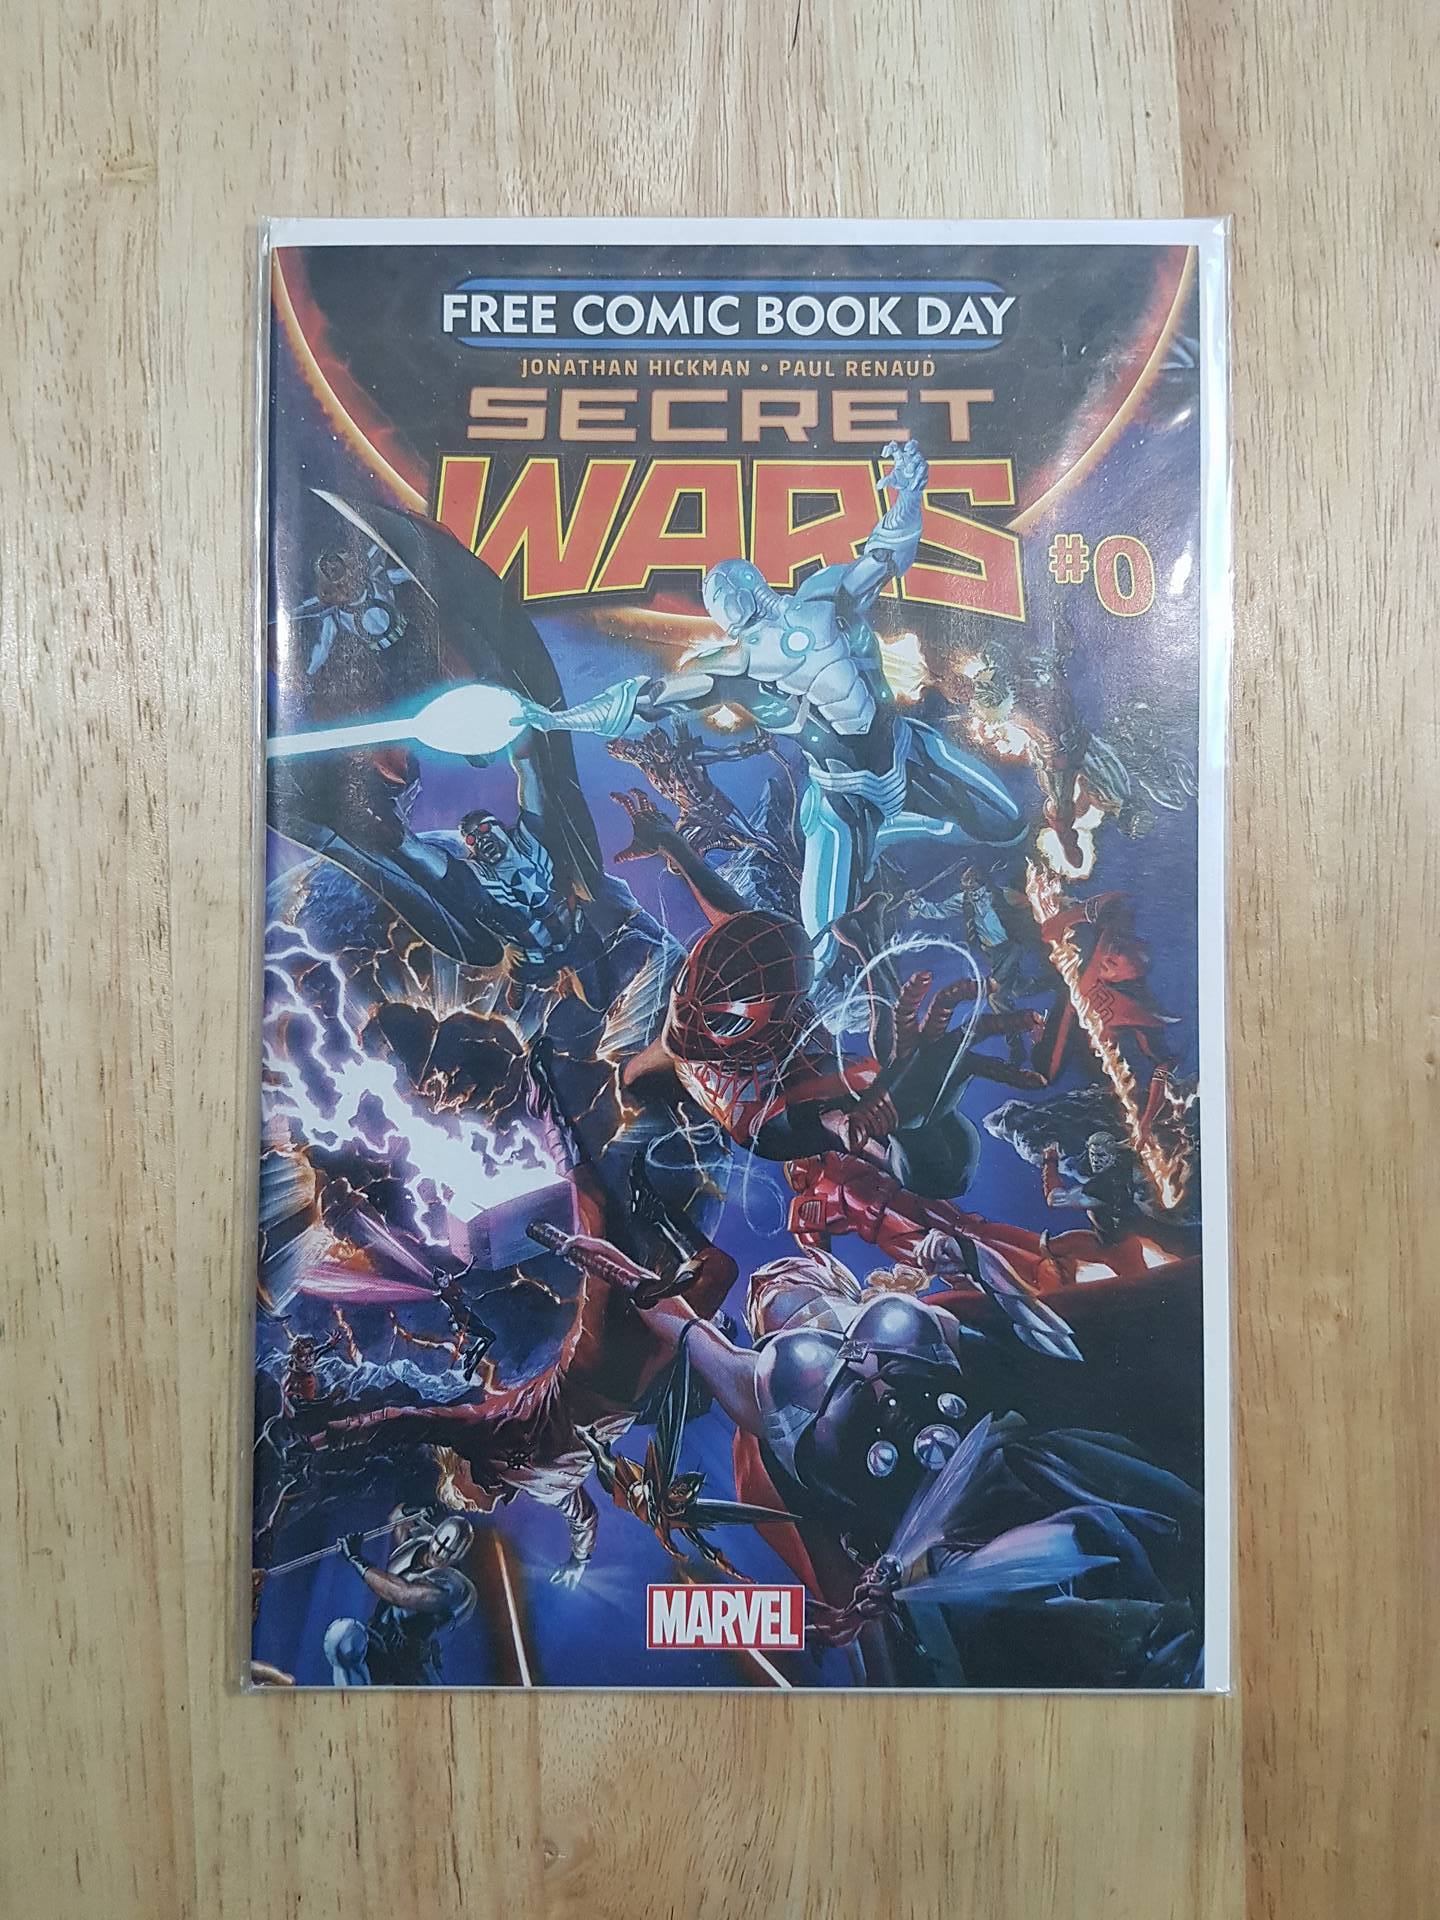 FREE COMIC BOOK DAY
JONATHAN HICKMAN • PAUL RENAUD
SECRET
WARS
#0
MARVEL